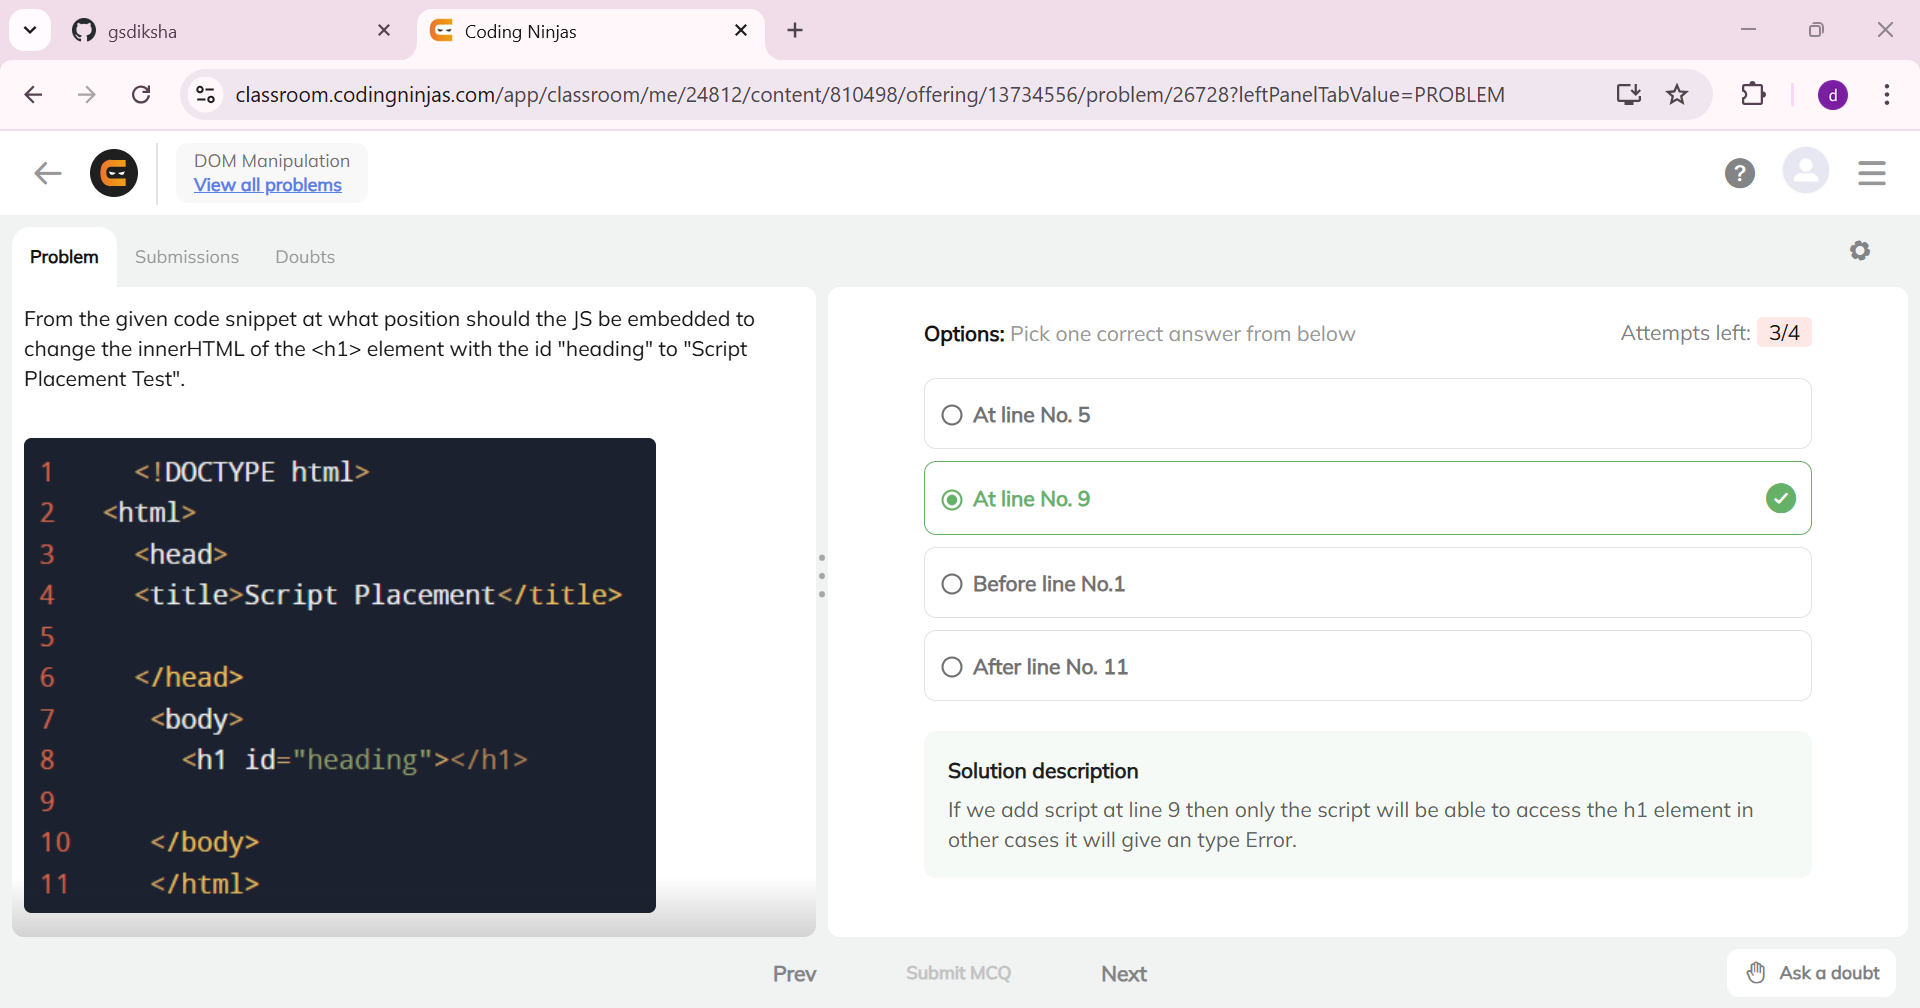 gsdiksha
Coding Ninjas
classroom.codingninjas.com/app/classroom/me/24812/content/810498/offering/13734556/problem/26728?leftPanelTabValue=PROBLEM
d
DOM Manipulation
View all problems
?
Problem
Submissions
Doubts
From the given code snippet at what position should the JS be embedded to
change the innerHTML of the <h1> element with the id "heading" to "Script
Placement Test".
1 <!DOCTYPE html>
2 <html>
3 <head>
4 <title>Script Placement</title>
5
6 </head>
7 <body>
8 <h1 id="heading"></h1>
9
10 </body>
11 </html>
Options: Pick one correct answer from below
Attempts left: 3/4
At line No. 5
At line No. 9
Before line No.1
After line No. 11
Solution description
If we add script at line 9 then only the script will be able to access the h1 element in
other cases it will give an type Error.
Prev
Submit MCQ
Next
Ask a doubt